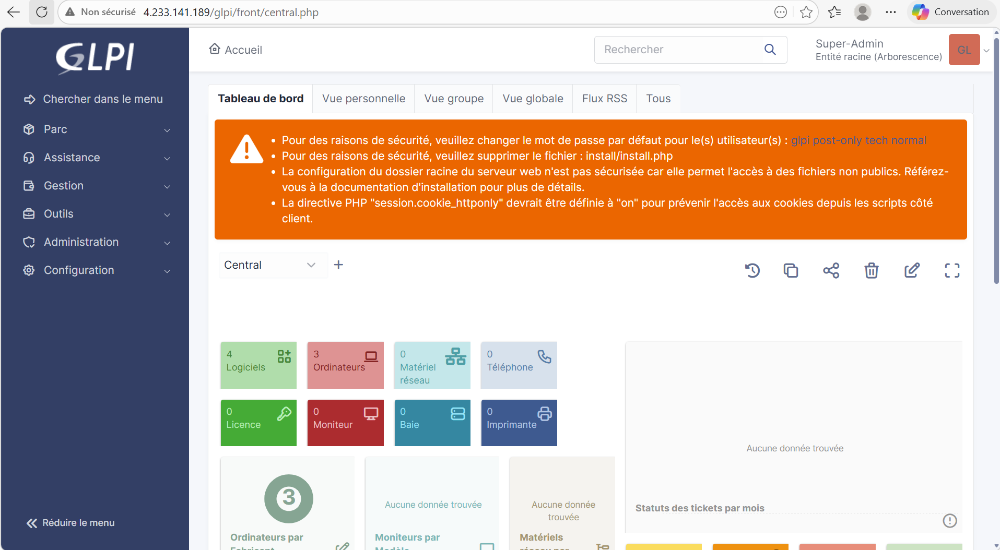 Non sécurisé 4.233.141.189/glpi/front/central.php
Conversation
GLPI
Accueil
Rechercher
Super-Admin
Entité racine (Arborescence)
GL
Chercher dans le menu
Parc
Assistance
Gestion
Outils
Administration
Configuration
Réduire le menu
Tableau de bord
Vue personnelle
Vue groupe
Vue globale
Flux RSS
Tous
Pour des raisons de sécurité, veuillez changer le mot de passe par défaut pour le(s) utilisateur(s) : glpi post-only tech normal
Pour des raisons de sécurité, veuillez supprimer le fichier : install/install.php
La configuration du dossier racine du serveur web n'est pas sécurisée car elle permet l'accès à des fichiers non publics. Référez-
vous à la documentation d'installation pour plus de détails.
La directive PHP "session.cookie_httponly" devrait être définie à "on" pour prévenir l'accès aux cookies depuis les scripts côté
client.
Central
4
Logiciels
3
Ordinateurs
0
Matériel
réseau
0
Téléphone
0
Licence
0
Moniteur
0
Baie
0
Imprimante
Aucune donnée trouvée
Statuts des tickets par mois
3
Ordinateurs par
Fabricant
Aucune donnée trouvée
Moniteurs par
Modèle
Aucune donnée
trouvée
Matériels
réseau par